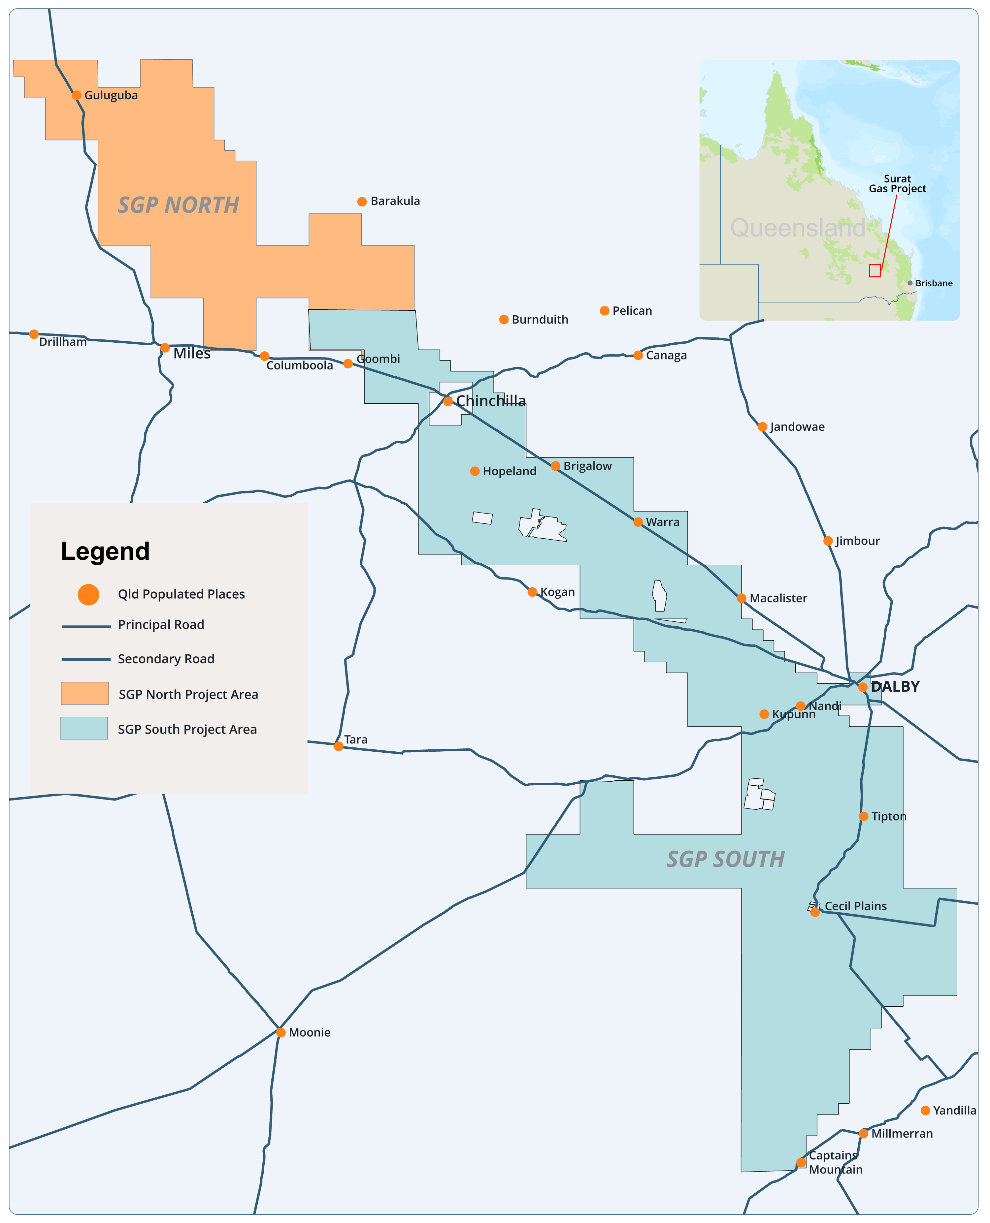 Guluguba
SGP NORTH
Barakula
Surat
Gas Project
Queensland
Brisbane
Burnduith
Pelican
Drillham
Miles
Columboola
Goombi
Canaga
Chinchilla
Jandowae
Hopeland
Brigalow
Warra
Jimbour
Kogan
Macalister
Legend
Qld Populated Places
Principal Road
Secondary Road
SGP North Project Area
SGP South Project Area
DALBY
Nandi
Kupunn
Tara
Tipton
SGP SOUTH
Cecil Plains
Moonie
Yandilla
Millmerran
Captains
Mountain